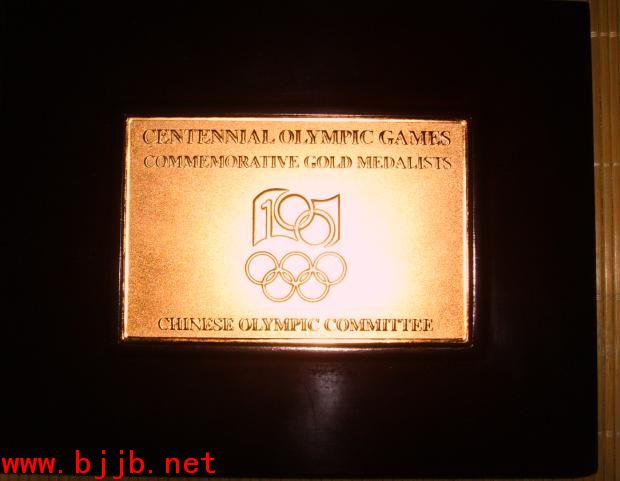 CENTENNIAL OLYMPIC GAMES
COMMEMORATIVE GOLD MEDALISTS
100
CHINESE OLYMPIC COMMITTEE
www.bjjb.net